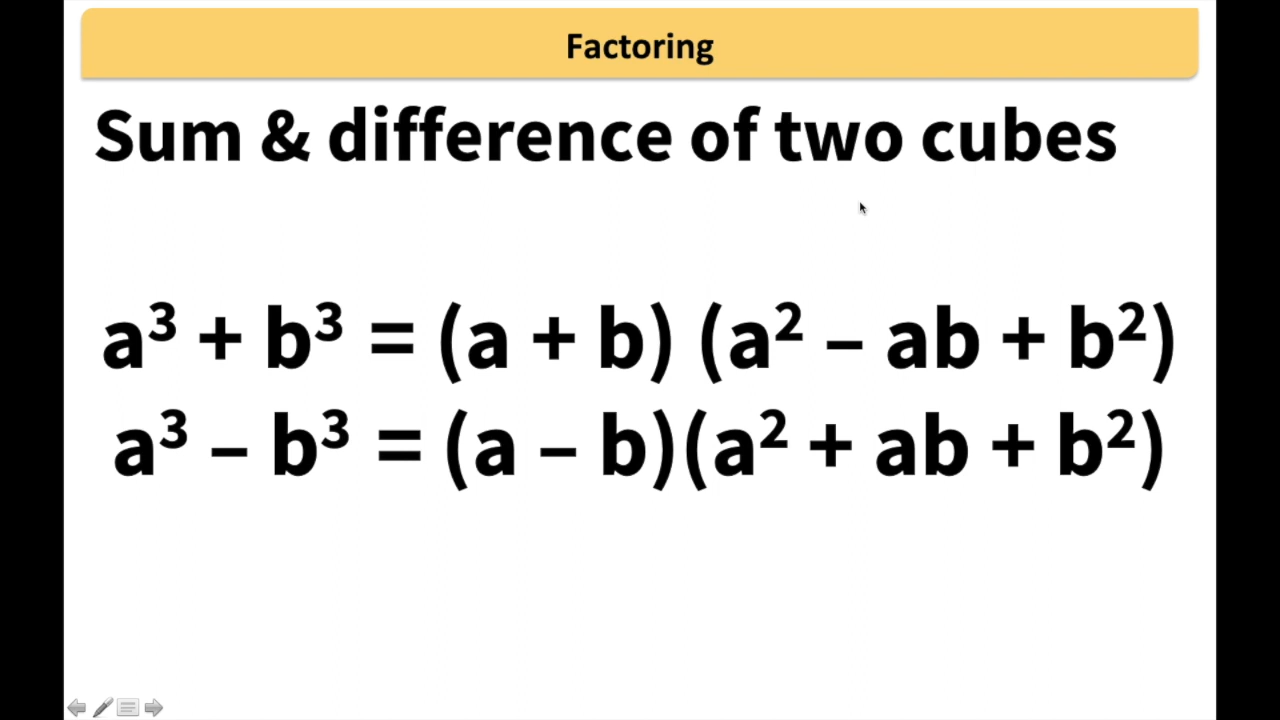 Factoring
Sum & difference of two cubes
a³ + b³ = (a + b) (a² – ab + b²)
a³ – b³ = (a – b)(a² + ab + b²)